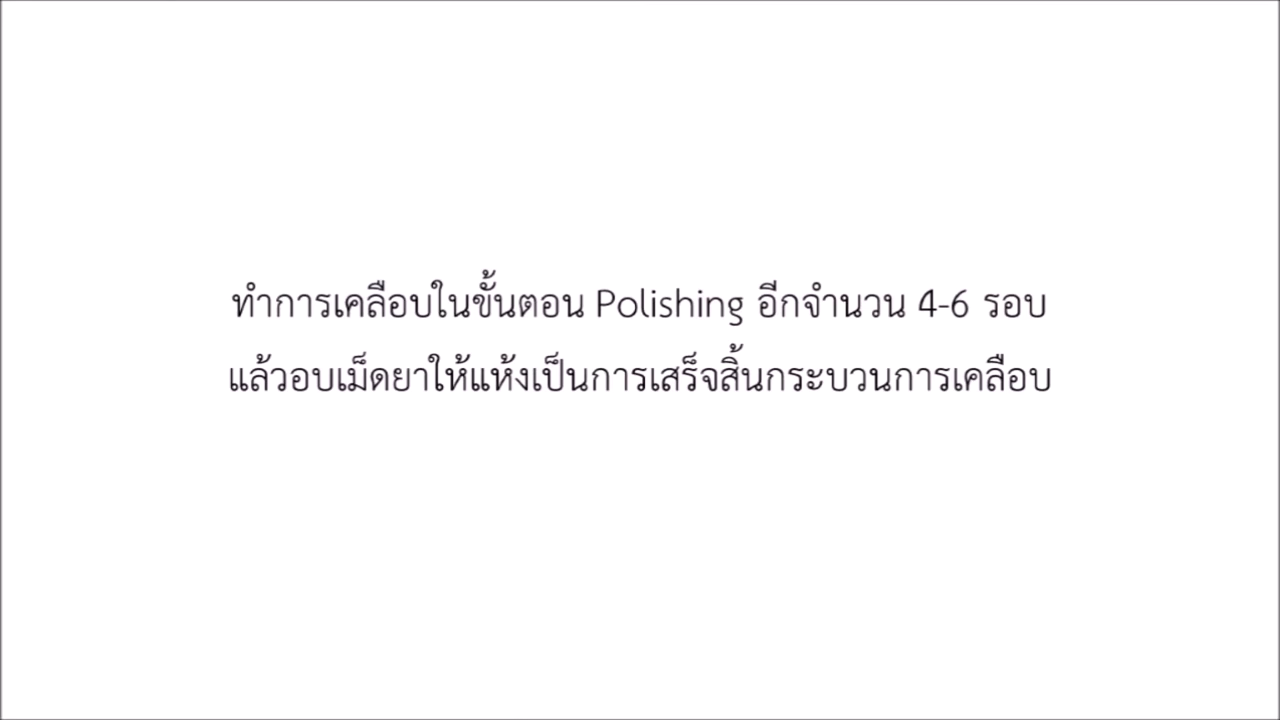 ทำการเคลือบในขั้นตอน Polishing อีกจำนวน 4-6 รอบ
แล้วอบเม็ดยาให้แห้งเป็นการเสร็จสิ้นกระบวนการเคลือบ